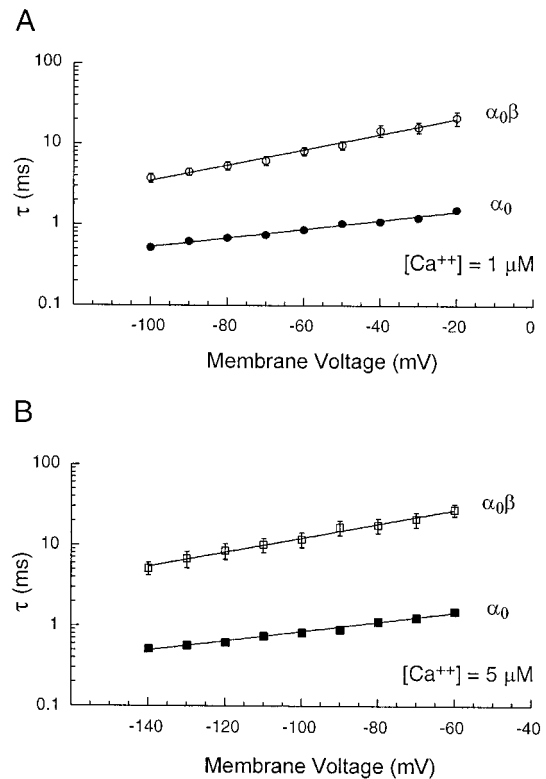 A
100
10
1
0.1
τ (ms)
α₀β
α₀
[Ca⁺⁺] = 1 μM
-100 -80 -60 -40 -20 0
Membrane Voltage (mV)
B
100
10
1
0.1
τ (ms)
α₀β
α₀
[Ca⁺⁺] = 5 μM
-140 -120 -100 -80 -60 -40
Membrane Voltage (mV)